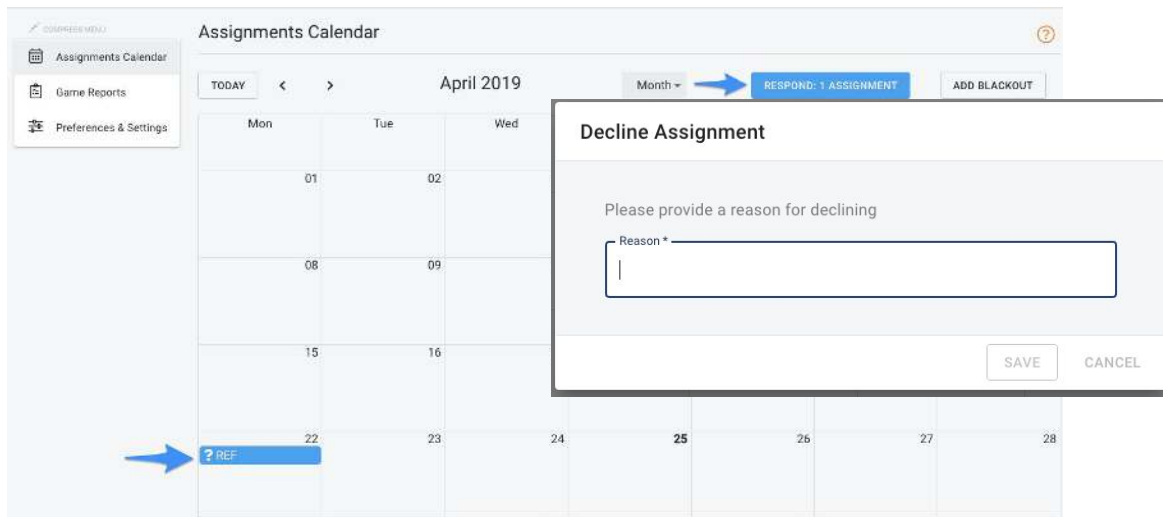 COMPRESS MENU
Assignments Calendar
Game Reports
Preferences & Settings
Assignments Calendar
?
TODAY < > April 2019 Month RESPOND: 1 ASSIGNMENT ADD BLACKOUT
Mon Tue Wed
01 02
08 09
15 16
22 23 24 25 26 27 28
? REF
Decline Assignment
Please provide a reason for declining
Reason *
SAVE CANCEL